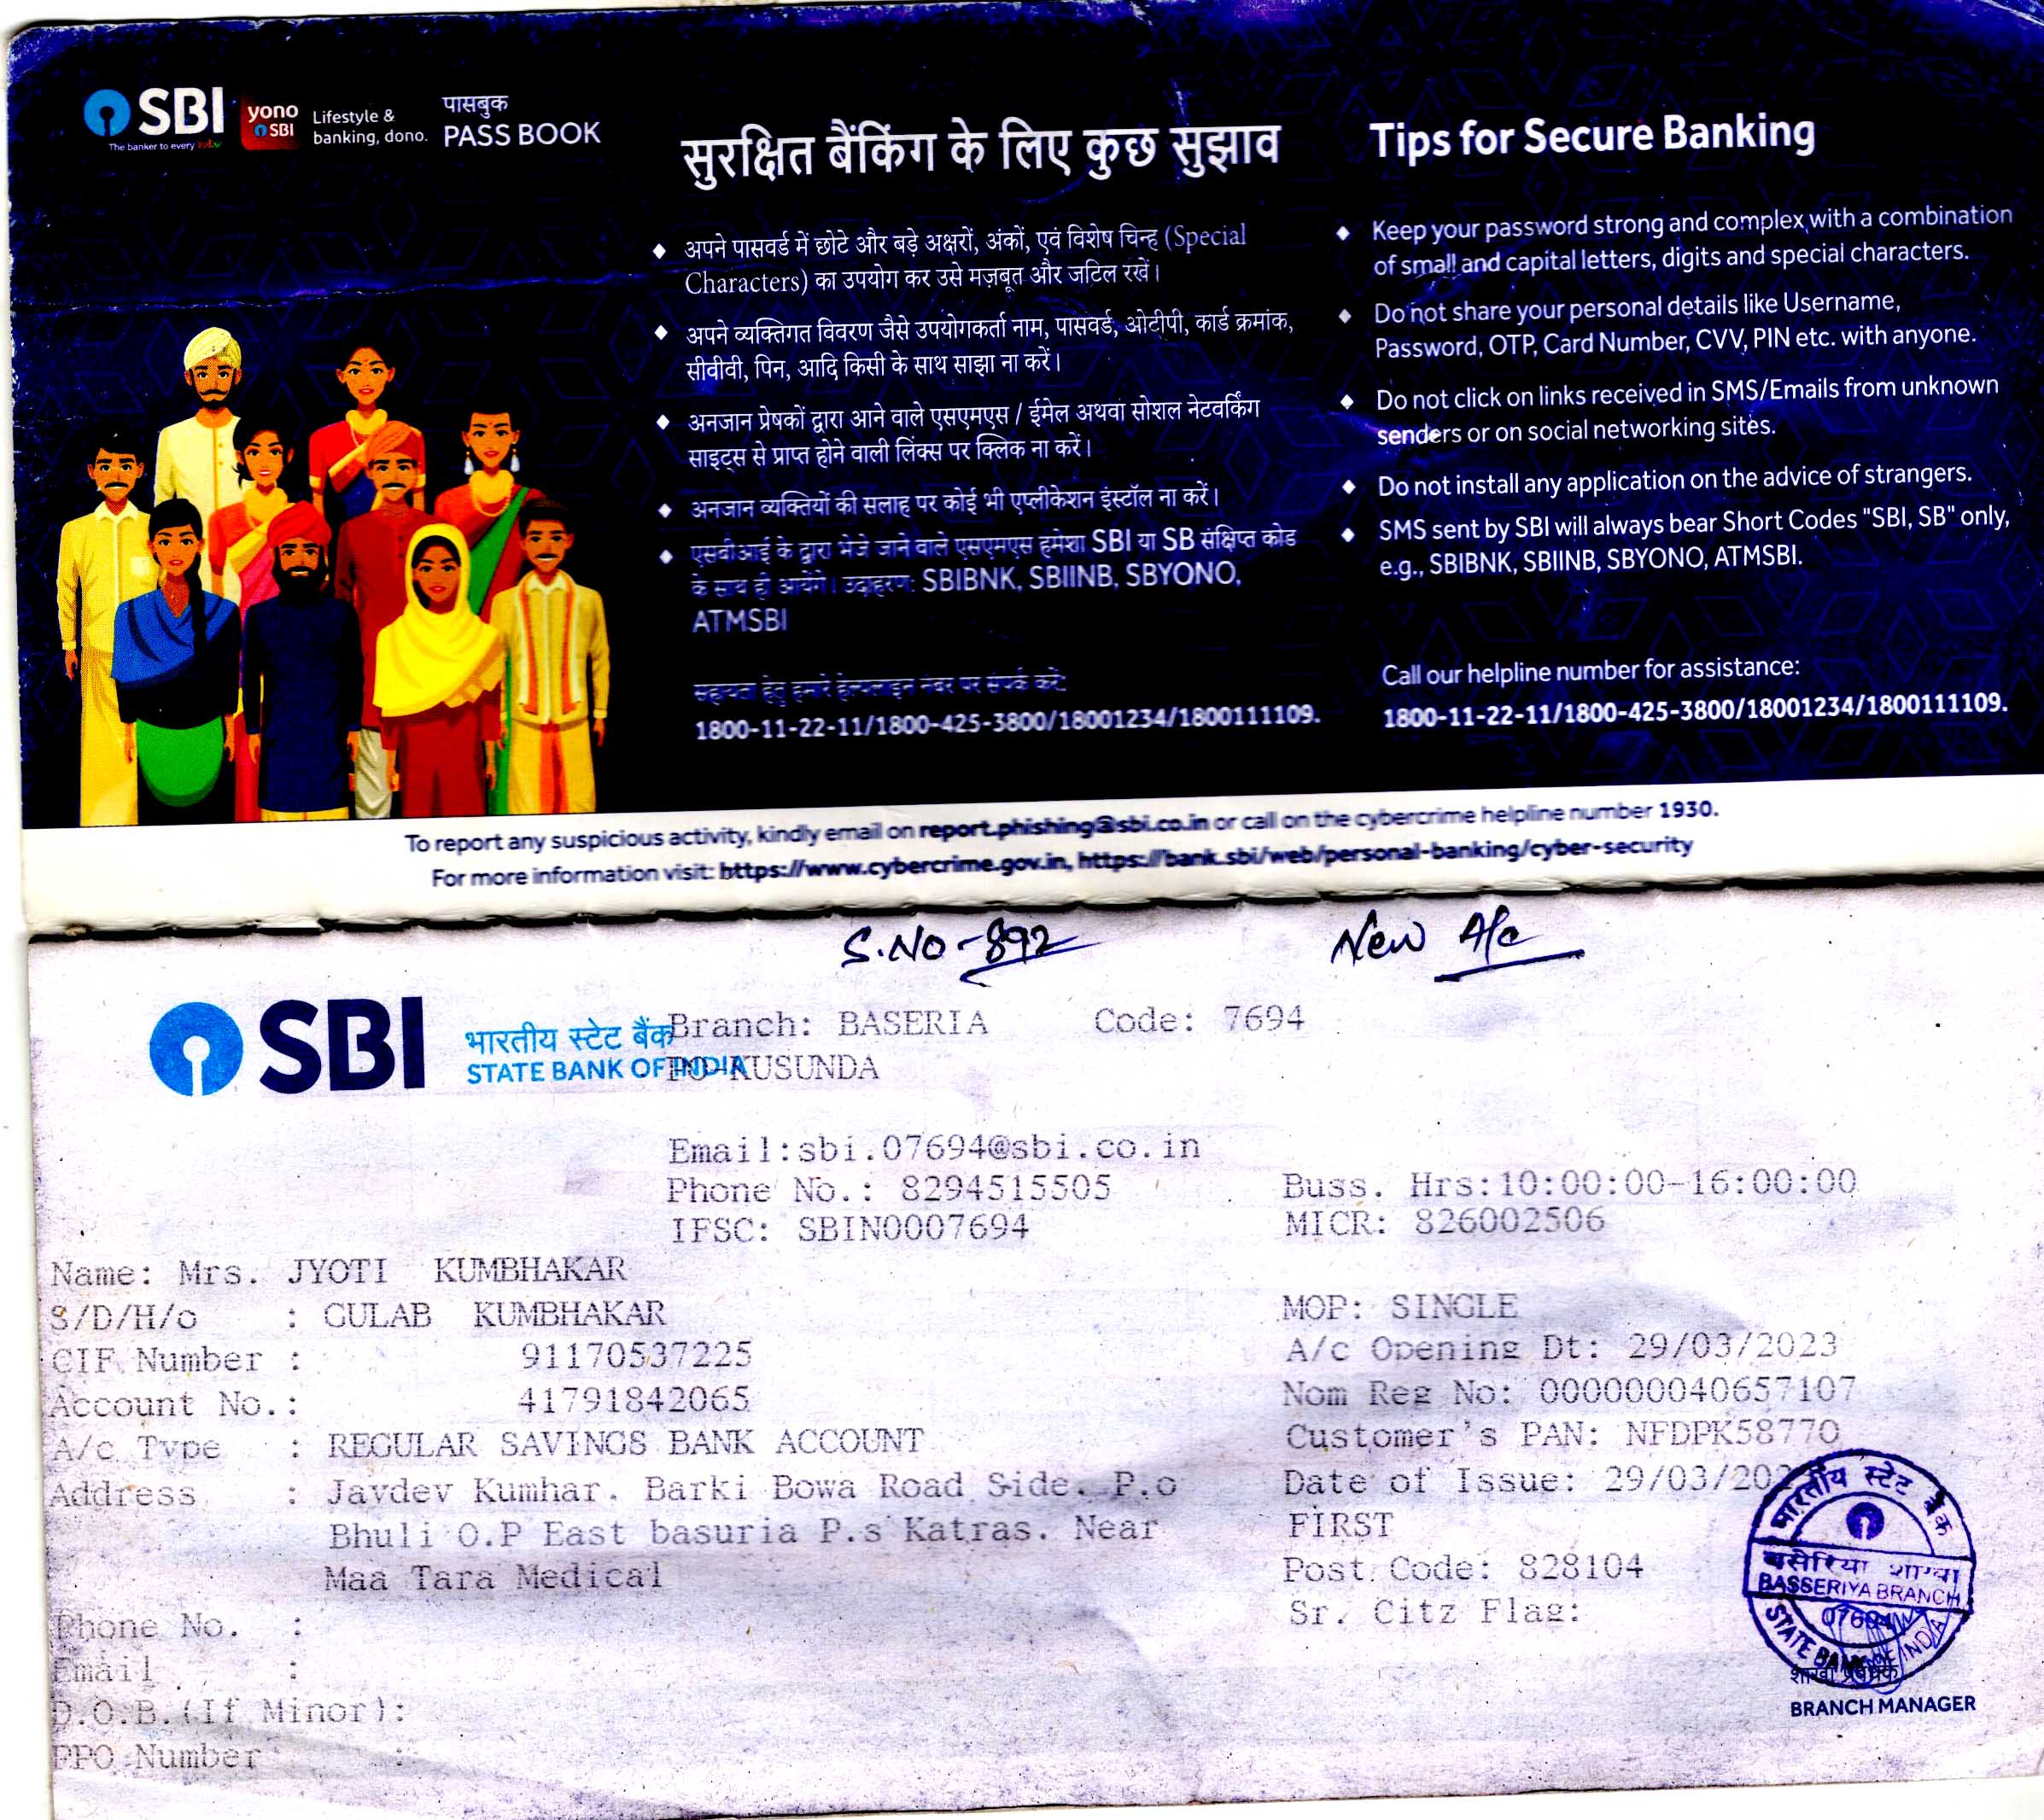 SBI
The banker to every
yono
SBI
Lifestyle &
banking, dono.
पासबुक
PASS BOOK
सुरक्षित बैंकिंग के लिए कुछ सुझाव
अपने पासवर्ड में छोटे और बड़े अक्षरों, अंकों, एवं विशेष चिन्ह (Special
Characters) का उपयोग कर उसे मज़बूत और जटिल रखें।
अपने व्यक्तिगत विवरण जैसे उपयोगकर्ता नाम, पासवर्ड, ओटीपी, कार्ड क्रमांक,
सीवीवी, पिन, आदि किसी के साथ साझा ना करें।
अनजान प्रेषकों द्वारा आने वाले एसएमएस / ईमेल अथवा सोशल नेटवर्किंग
साइट्स से प्राप्त होने वाली लिंक्स पर क्लिक ना करें।
अनजान व्यक्तियों की सलाह पर कोई भी एप्लीकेशन इंस्टॉल ना करें।
एसबीआई के द्वारा भेजे जाने वाले एसएमएस हमेशा SBI या SB संक्षिप्त कोड
के साथ ही आयेंगे। उदाहरण: SBIBNK, SBIINB, SBYONO,
ATMSBI
सहायता हेतु हमारे हेल्पलाइन नंबर पर संपर्क करें:
1800-11-22-11/1800-425-3800/18001234/1800111109.
Tips for Secure Banking
Keep your password strong and complex with a combination
of small and capital letters, digits and special characters.
Do not share your personal details like Username,
Password, OTP, Card Number, CVV, PIN etc. with anyone.
Do not click on links received in SMS/Emails from unknown
senders or on social networking sites.
Do not install any application on the advice of strangers.
SMS sent by SBI will always bear Short Codes "SBI, SB" only,
e.g., SBIBNK, SBIINB, SBYONO, ATMSBI.
Call our helpline number for assistance:
1800-11-22-11/1800-425-3800/18001234/1800111109.
To report any suspicious activity, kindly email on report.phishing@sbi.co.in or call on the cybercrime helpline number 1930.
For more information visit: https://www.cybercrime.gov.in, https://bank.sbi/web/personal-banking/cyber-security
S.NO-892 New A/c
SBI
भारतीय स्टेट बैंक
STATE BANK OF INDIA
Branch: BASERIA Code: 7694
PO-KUSUNDA
Email:sbi.07694@sbi.co.in
Phone No.: 8294515505 Buss. Hrs:10:00:00-16:00:00
IFSC: SBIN0007694 MICR: 826002506
Name: Mrs. JYOTI KUMBHAKAR
S/D/H/o : GULAB KUMBHAKAR MOP: SINGLE
CIF Number : 91170537225 A/c Opening Dt: 29/03/2023
Account No.: 41791842065 Nom Reg No: 000000040657107
A/c Type : REGULAR SAVINGS BANK ACCOUNT Customer's PAN: NFDPK5877O
Address : Jaydev Kumhar. Barki Bowa Road Side. P.o Date of Issue: 29/03/202
Bhuli O.P East basuria P.s Katras. Near FIRST
Maa Tara Medical Post Code: 828104
Phone No. : Sr. Citz Flag:
Email :
D.O.B.(If Minor):
PPO Number :
भारतीय स्टेट बैंक
बसेरिया शाखा
BASSERIYA BRANCH
07694
STATE BANK OF INDIA
शाखा प्रबंधक
BRANCH MANAGER